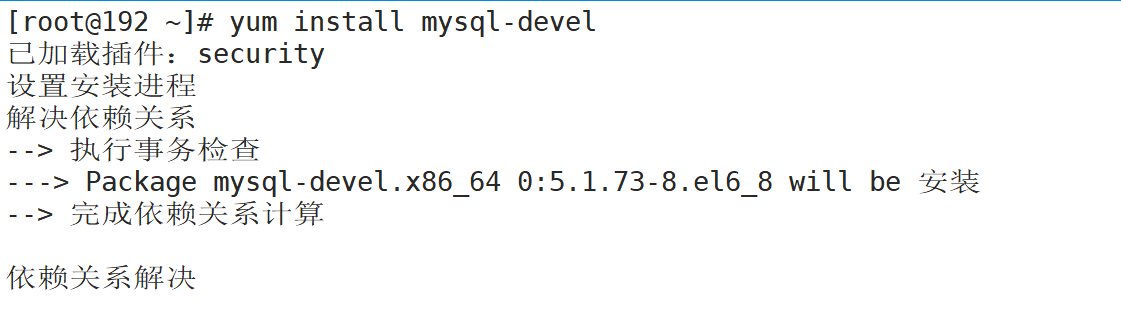 [root@192 ~]# yum install mysql-devel
已加载插件：security
设置安装进程
解决依赖关系
--> 执行事务检查
---> Package mysql-devel.x86_64 0:5.1.73-8.el6_8 will be 安装
--> 完成依赖关系计算
依赖关系解决